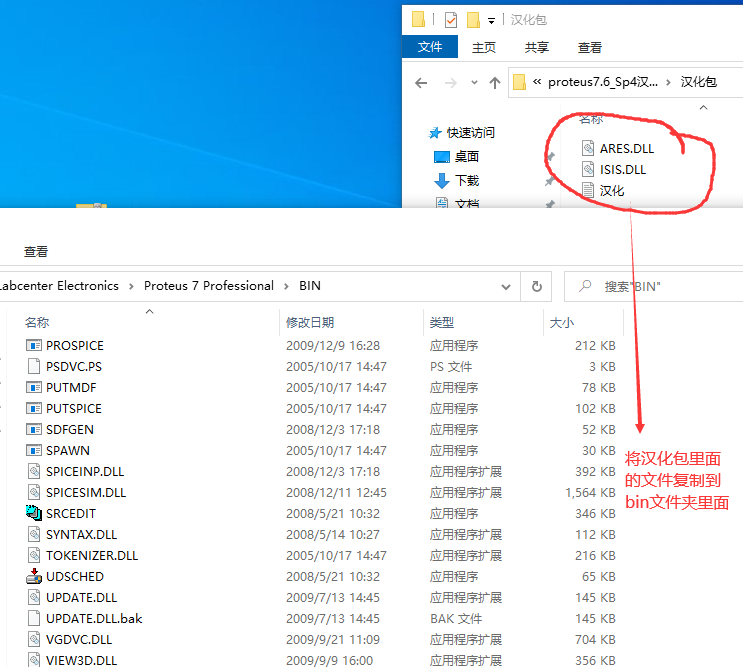 汉化包
文件 主页 共享 查看
« proteus7.6_Sp4汉... › 汉化包
名称
快速访问
ARES.DLL
桌面
ISIS.DLL
下载
汉化
文档
查看
Labcenter Electronics › Proteus 7 Professional › BIN
搜索"BIN"
名称 修改日期 类型 大小
PROSPICE 2009/12/9 16:28 应用程序 212 KB
PSDVC.PS 2005/10/17 14:47 PS 文件 3 KB
PUTMDF 2005/10/17 14:47 应用程序 78 KB
PUTSPICE 2005/10/17 14:47 应用程序 102 KB
SDFGEN 2008/12/3 17:18 应用程序 52 KB
SPAWN 2005/10/17 14:47 应用程序 30 KB
SPICEINP.DLL 2008/12/3 17:18 应用程序扩展 392 KB
SPICESIM.DLL 2008/12/11 12:45 应用程序扩展 1,564 KB
SRCEDIT 2008/5/21 10:32 应用程序 346 KB
SYNTAX.DLL 2008/5/14 10:27 应用程序扩展 112 KB
TOKENIZER.DLL 2005/10/17 14:47 应用程序扩展 216 KB
UDSCHED 2008/5/21 10:32 应用程序 65 KB
UPDATE.DLL 2009/7/13 14:45 应用程序扩展 145 KB
UPDATE.DLL.bak 2009/7/13 14:45 BAK 文件 145 KB
VGDVC.DLL 2009/9/21 11:09 应用程序扩展 704 KB
VIEW3D.DLL 2009/9/9 16:00 应用程序扩展 356 KB
将汉化包里面
的文件复制到
bin文件夹里面